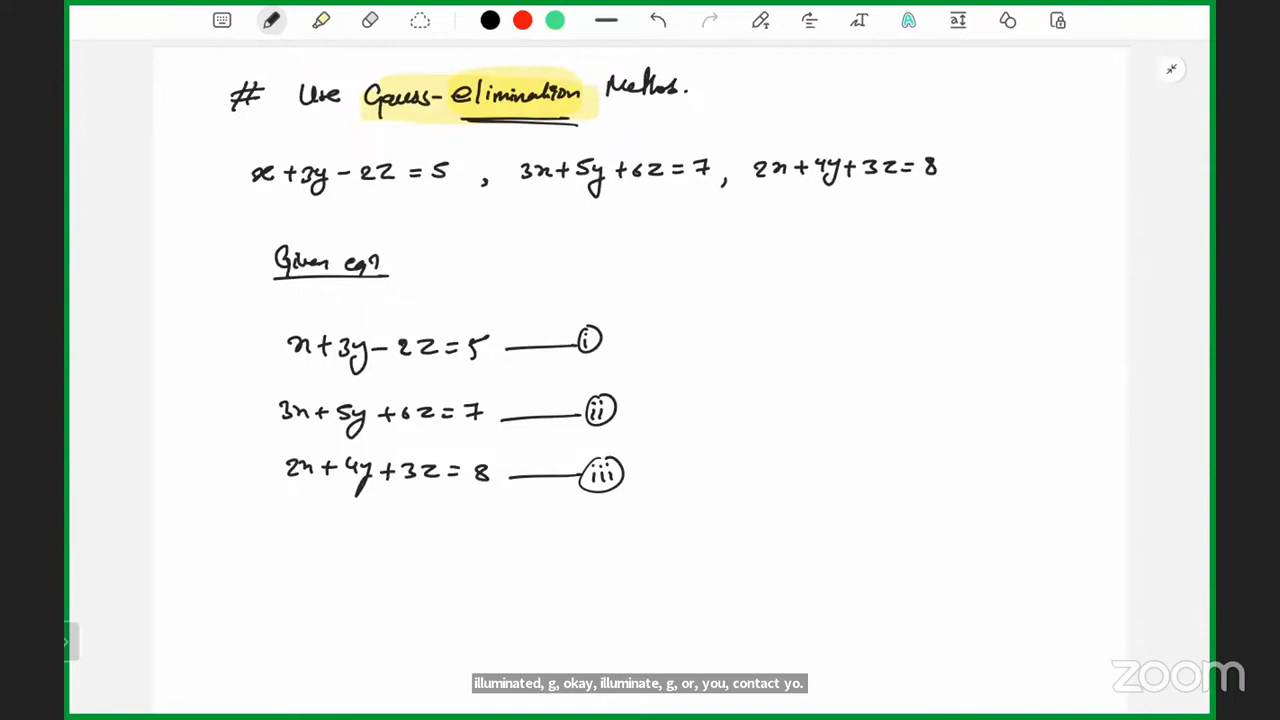 # Use Gauss-elimination Method.
x+3y-2z=5 , 3x+5y+6z=7, 2x+4y+3z=8
Given eqn
x+3y-2z=5 ——— (i)
3x+5y+6z=7 ——— (ii)
2x+4y+3z=8 ——— (iii)
illuminated, g, okay, illuminate, g, or, you, contact yo.
zoom